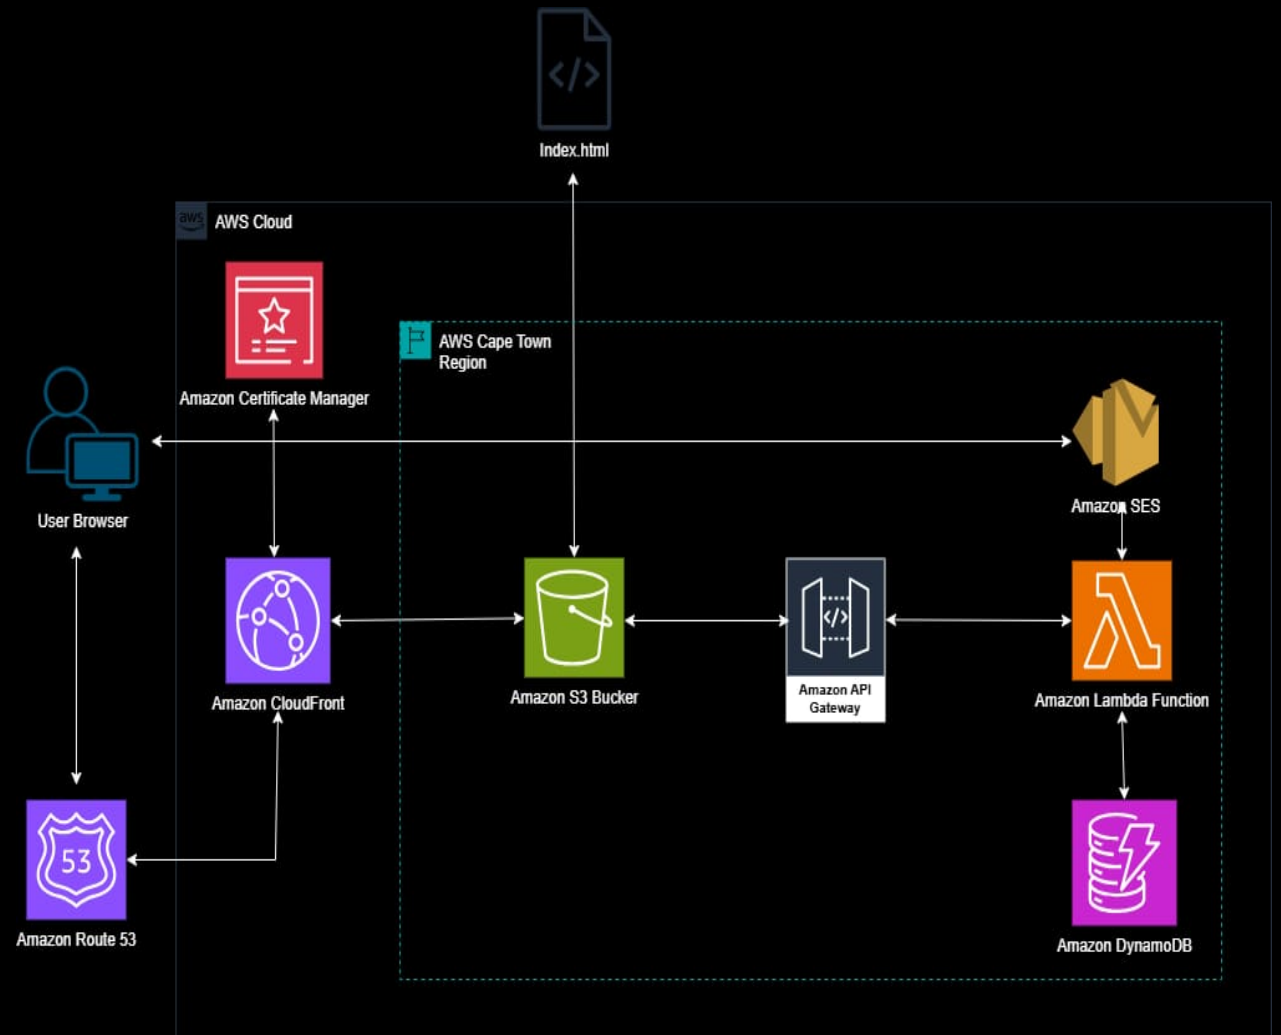 </>
Index.html
aws
AWS Cloud
AWS Cape Town
Region
Amazon Certificate Manager
User Browser
Amazon SES
Amazon CloudFront
Amazon S3 Bucker
</>
Amazon API
Gateway
Amazon Lambda Function
53
Amazon Route 53
Amazon DynamoDB